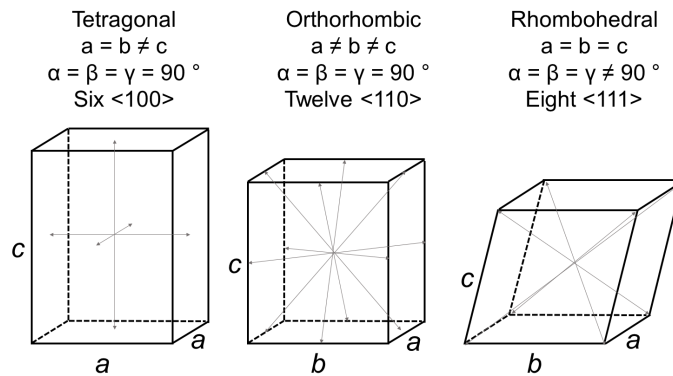 Tetragonal
a = b ≠ c
α = β = γ = 90 °
Six <100>
c
a
a
Orthorhombic
a ≠ b ≠ c
α = β = γ = 90 °
Twelve <110>
c
b
a
Rhombohedral
a = b = c
α = β = γ ≠ 90 °
Eight <111>
c
b
a